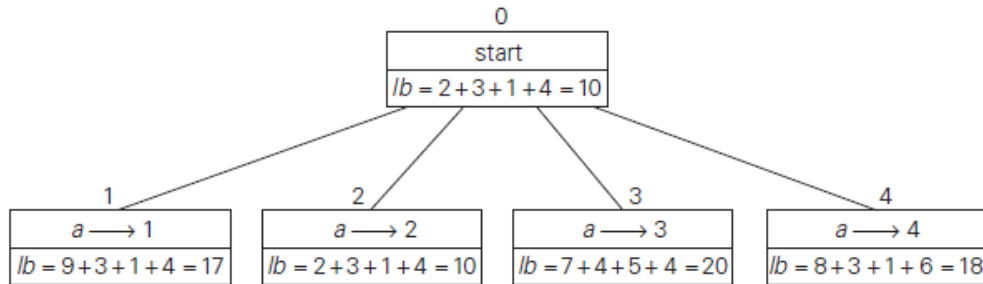 0
start
lb = 2 + 3 + 1 + 4 = 10
1
2
3
4
a ⟶ 1
a ⟶ 2
a ⟶ 3
a ⟶ 4
lb = 9 + 3 + 1 + 4 = 17
lb = 2 + 3 + 1 + 4 = 10
lb = 7 + 4 + 5 + 4 = 20
lb = 8 + 3 + 1 + 6 = 18